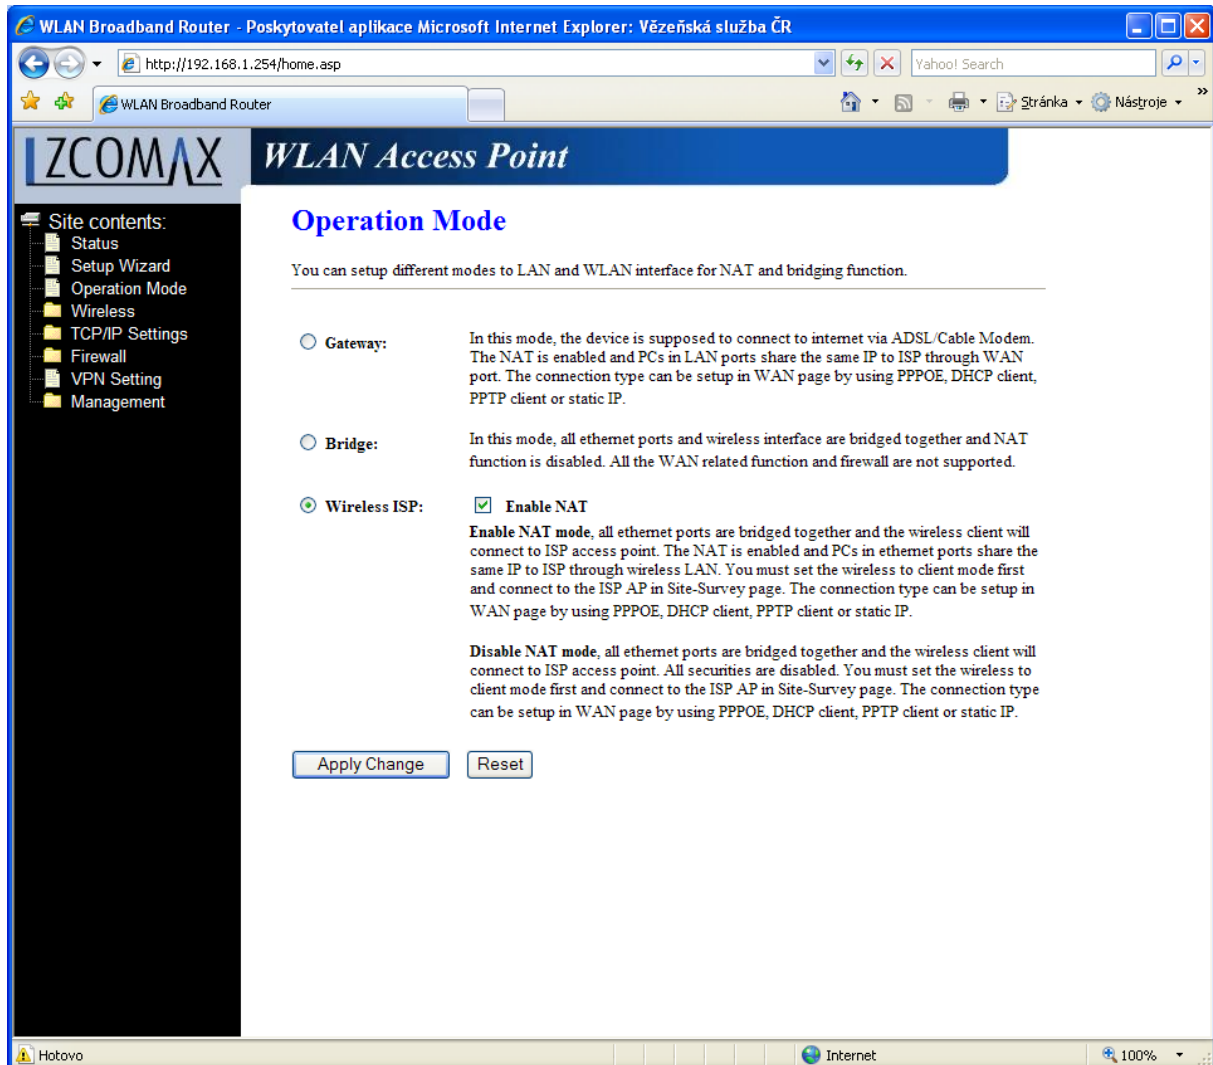 WLAN Broadband Router - Poskytovatel aplikace Microsoft Internet Explorer: Vězeňská služba ČR
http://192.168.1.254/home.asp
Yahoo! Search
WLAN Broadband Router
Stránka
Nástroje
ZCOMAX
WLAN Access Point
Site contents:
Status
Setup Wizard
Operation Mode
Wireless
TCP/IP Settings
Firewall
VPN Setting
Management
Operation Mode
You can setup different modes to LAN and WLAN interface for NAT and bridging function.
Gateway:
In this mode, the device is supposed to connect to internet via ADSL/Cable Modem.
The NAT is enabled and PCs in LAN ports share the same IP to ISP through WAN
port. The connection type can be setup in WAN page by using PPPOE, DHCP client,
PPTP client or static IP.
Bridge:
In this mode, all ethernet ports and wireless interface are bridged together and NAT
function is disabled. All the WAN related function and firewall are not supported.
Wireless ISP:
Enable NAT
Enable NAT mode, all ethernet ports are bridged together and the wireless client will
connect to ISP access point. The NAT is enabled and PCs in ethernet ports share the
same IP to ISP through wireless LAN. You must set the wireless to client mode first
and connect to the ISP AP in Site-Survey page. The connection type can be setup in
WAN page by using PPPOE, DHCP client, PPTP client or static IP.
Disable NAT mode, all ethernet ports are bridged together and the wireless client will
connect to ISP access point. All securities are disabled. You must set the wireless to
client mode first and connect to the ISP AP in Site-Survey page. The connection type
can be setup in WAN page by using PPPOE, DHCP client, PPTP client or static IP.
Apply Change
Reset
Hotovo
Internet
100%